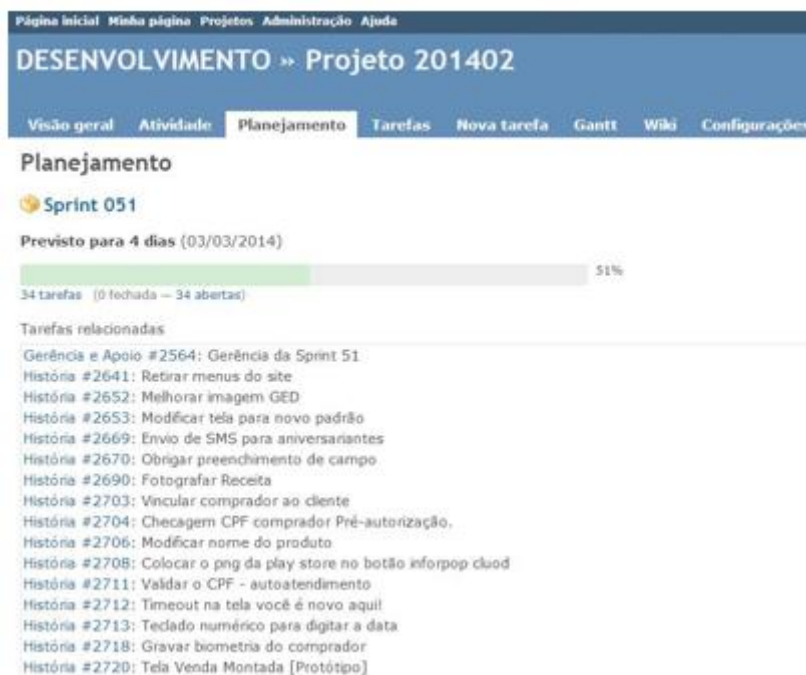 Página inicial Minha página Projetos Administração Ajuda
DESENVOLVIMENTO » Projeto 201402
Visão geral Atividade Planejamento Tarefas Nova tarefa Gantt Wiki Configurações
Planejamento
Sprint 051
Previsto para 4 dias (03/03/2014)
51%
34 tarefas (0 fechada — 34 abertas)
Tarefas relacionadas
Gerência e Apoio #2564: Gerência da Sprint 51
História #2641: Retirar menus do site
História #2652: Melhorar imagem GED
História #2653: Modificar tela para novo padrão
História #2669: Envio de SMS para aniversariantes
História #2670: Obrigar preenchimento de campo
História #2690: Fotografar Receita
História #2703: Vincular comprador ao cliente
História #2704: Checagem CPF comprador Pré-autorização.
História #2706: Modificar nome do produto
História #2708: Colocar o png da play store no botão inforpop cluod
História #2711: Validar o CPF - autoatendimento
História #2712: Timeout na tela você é novo aqui!
História #2713: Teclado numérico para digitar a data
História #2718: Gravar biometria do comprador
História #2720: Tela Venda Montada [Protótipo]